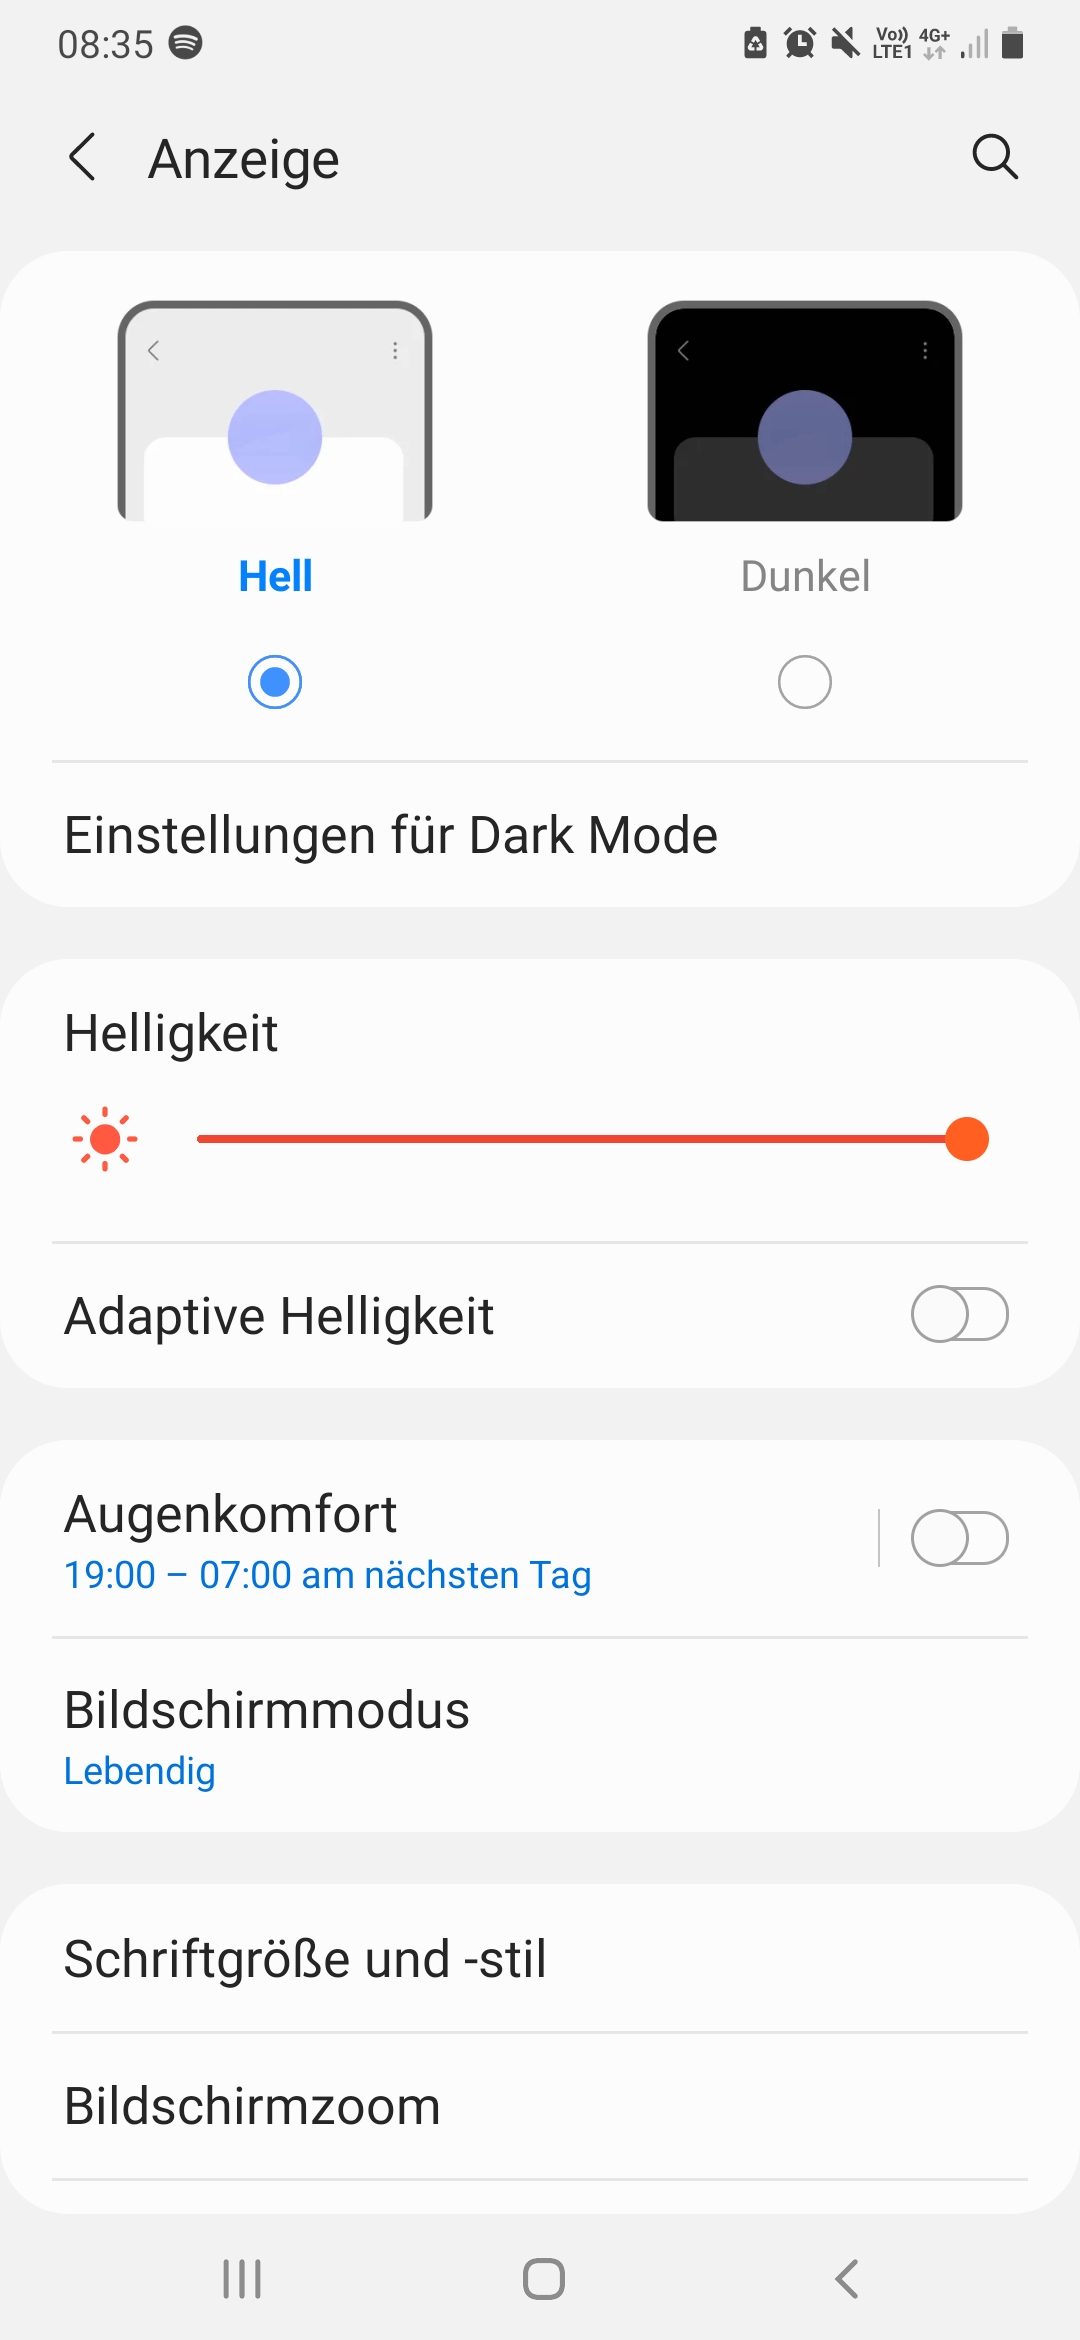 08:35
Vo)) 4G+
LTE1
Anzeige
Hell
Dunkel
Einstellungen für Dark Mode
Helligkeit
Adaptive Helligkeit
Augenkomfort
19:00 – 07:00 am nächsten Tag
Bildschirmmodus
Lebendig
Schriftgröße und -stil
Bildschirmzoom